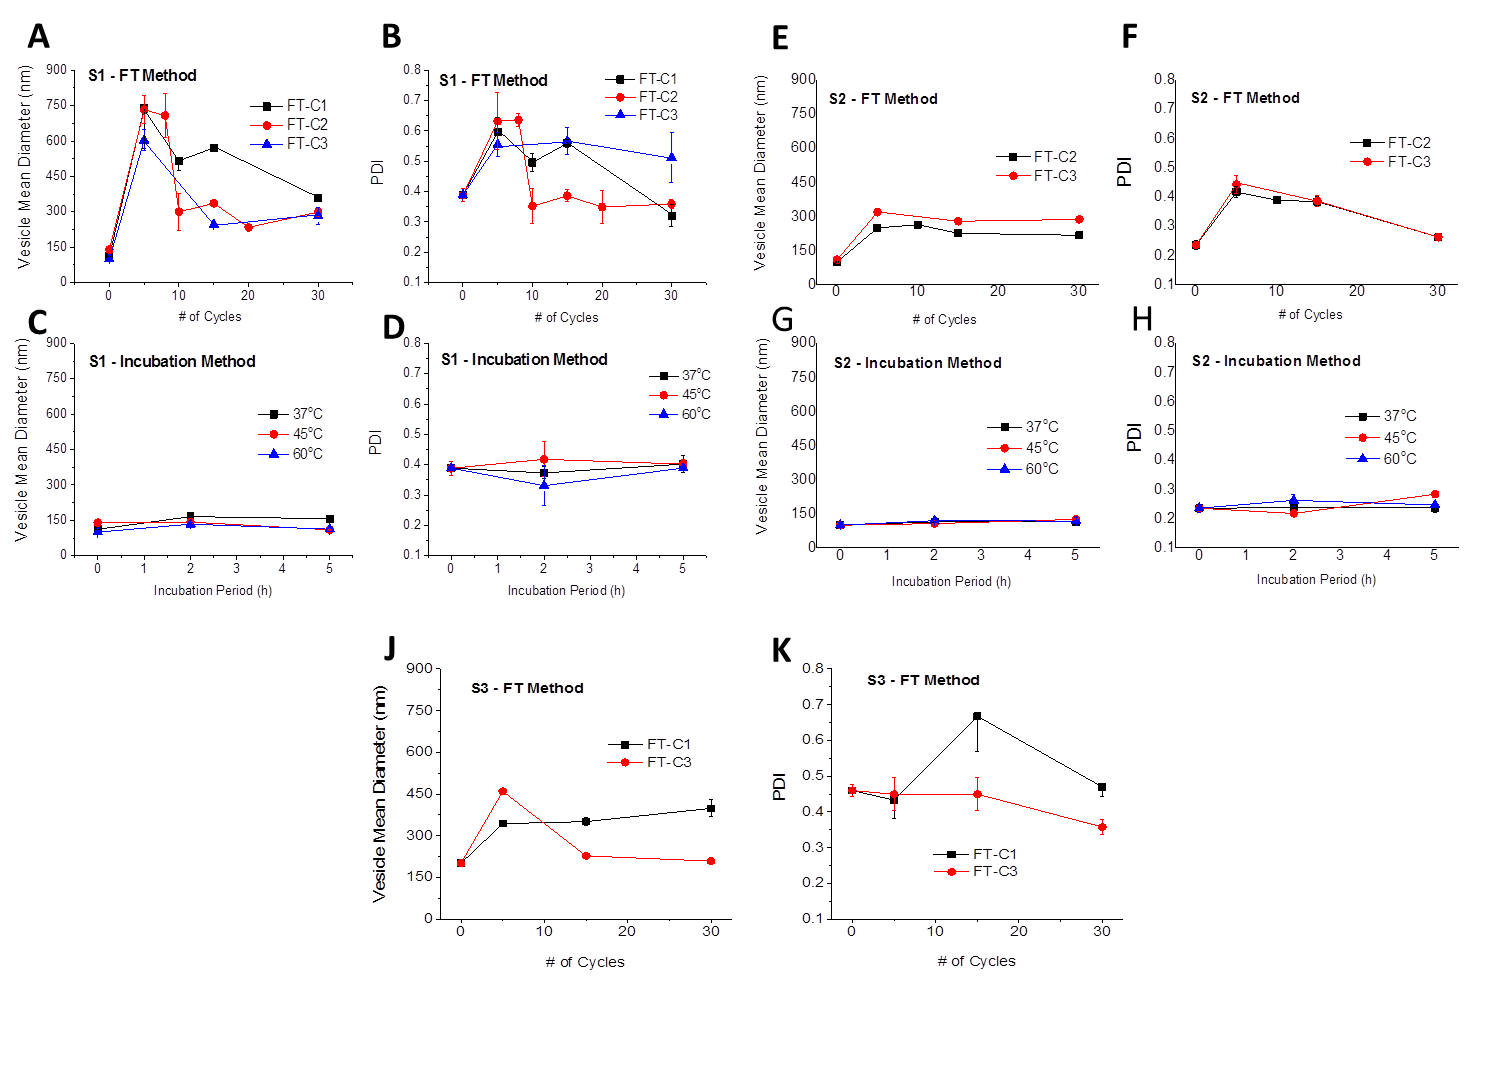 A
S1 - FT Method
Vesicle Mean Diameter (nm)
900
750
600
450
300
150
0
FT-C1
FT-C2
FT-C3
0 10 20 30
# of Cycles
B
S1 - FT Method
PDI
0.8
0.7
0.6
0.5
0.4
0.3
0.2
0.1
FT-C1
FT-C2
FT-C3
0 10 20 30
# of Cycles
E
S2 - FT Method
Vesicle Mean Diameter (nm)
900
750
600
450
300
150
0
FT-C2
FT-C3
0 10 20 30
# of Cycles
F
S2 - FT Method
PDI
0.8
0.7
0.6
0.5
0.4
0.3
0.2
0.1
FT-C2
FT-C3
0 10 20 30
# of Cycles
C
S1 - Incubation Method
Vesicle Mean Diameter (nm)
900
750
600
450
300
150
0
37°C
45°C
60°C
0 1 2 3 4 5
Incubation Period (h)
D
S1 - Incubation Method
PDI
0.8
0.7
0.6
0.5
0.4
0.3
0.2
0.1
37°C
45°C
60°C
0 1 2 3 4 5
Incubation Period (h)
G
S2 - Incubation Method
Vesicle Mean Diameter (nm)
900
750
600
450
300
150
0
37°C
45°C
60°C
0 1 2 3 4 5
Incubation Period (h)
H
S2 - Incubation Method
PDI
0.8
0.7
0.6
0.5
0.4
0.3
0.2
0.1
37°C
45°C
60°C
0 1 2 3 4 5
Incubation Period (h)
J
S3 - FT Method
Vesicle Mean Diameter (nm)
900
750
600
450
300
150
0
FT-C1
FT-C3
0 10 20 30
# of Cycles
K
S3 - FT Method
PDI
0.8
0.7
0.6
0.5
0.4
0.3
0.2
0.1
FT-C1
FT-C3
0 10 20 30
# of Cycles